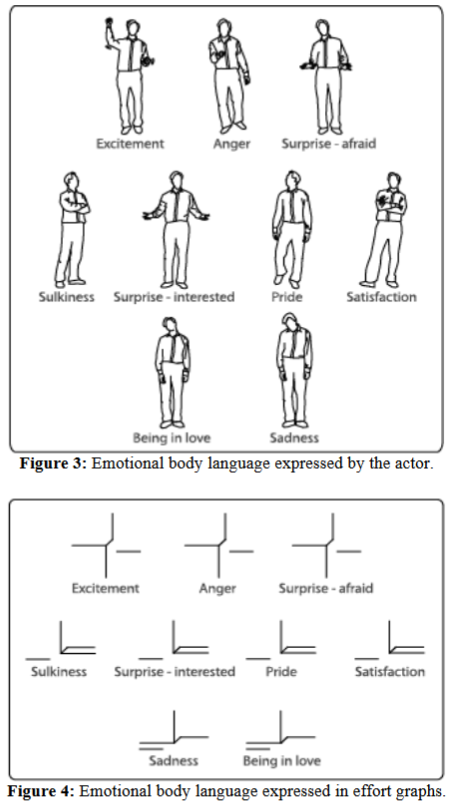 Excitement Anger Surprise - afraid
Sulkiness Surprise - interested Pride Satisfaction
Being in love Sadness
Figure 3: Emotional body language expressed by the actor.
Excitement Anger Surprise - afraid
Sulkiness Surprise - interested Pride Satisfaction
Sadness Being in love
Figure 4: Emotional body language expressed in effort graphs.